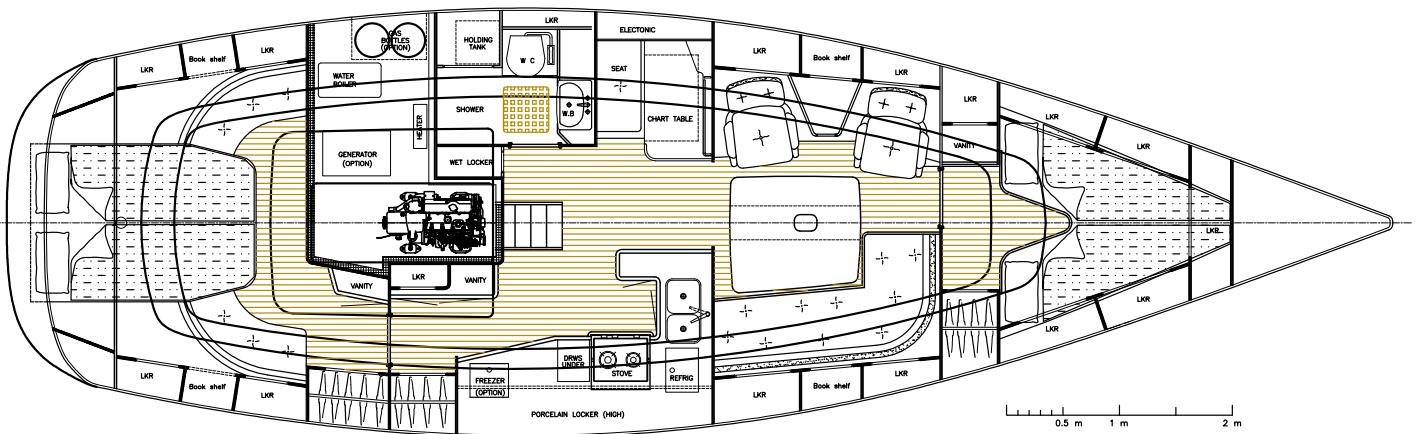 LKR
Book shelf
LKR
GAS
BOTTLES
(OPTION)
WATER
BOILER
HOLDING
TANK
LKR
W C
ELECTONIC
SEAT
W.B
SHOWER
HEATER
CHART TABLE
GENERATOR
(OPTION)
WET LOCKER
LKR
Book shelf
LKR
LKR
VANITY
LKR
LKR
LKR
VANITY
LKR
VANITY
LKR
Book shelf
LKR
FREEZER
(OPTION)
DRWS
UNDER
STOVE
REFRIG
PORCELAIN LOCKER (HIGH)
LKR
Book shelf
LKR
LKR
LKR
0.5 m
1 m
2 m